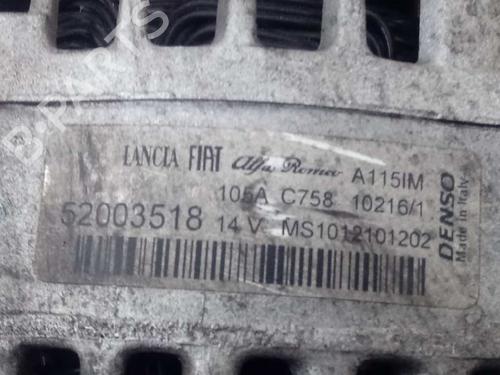 B-PARTS
LANCIA FIAT Alfa Romeo A115IM
105A C758 10216/1
52003518 14 V MS1012101202
DENSO
Made in Italy